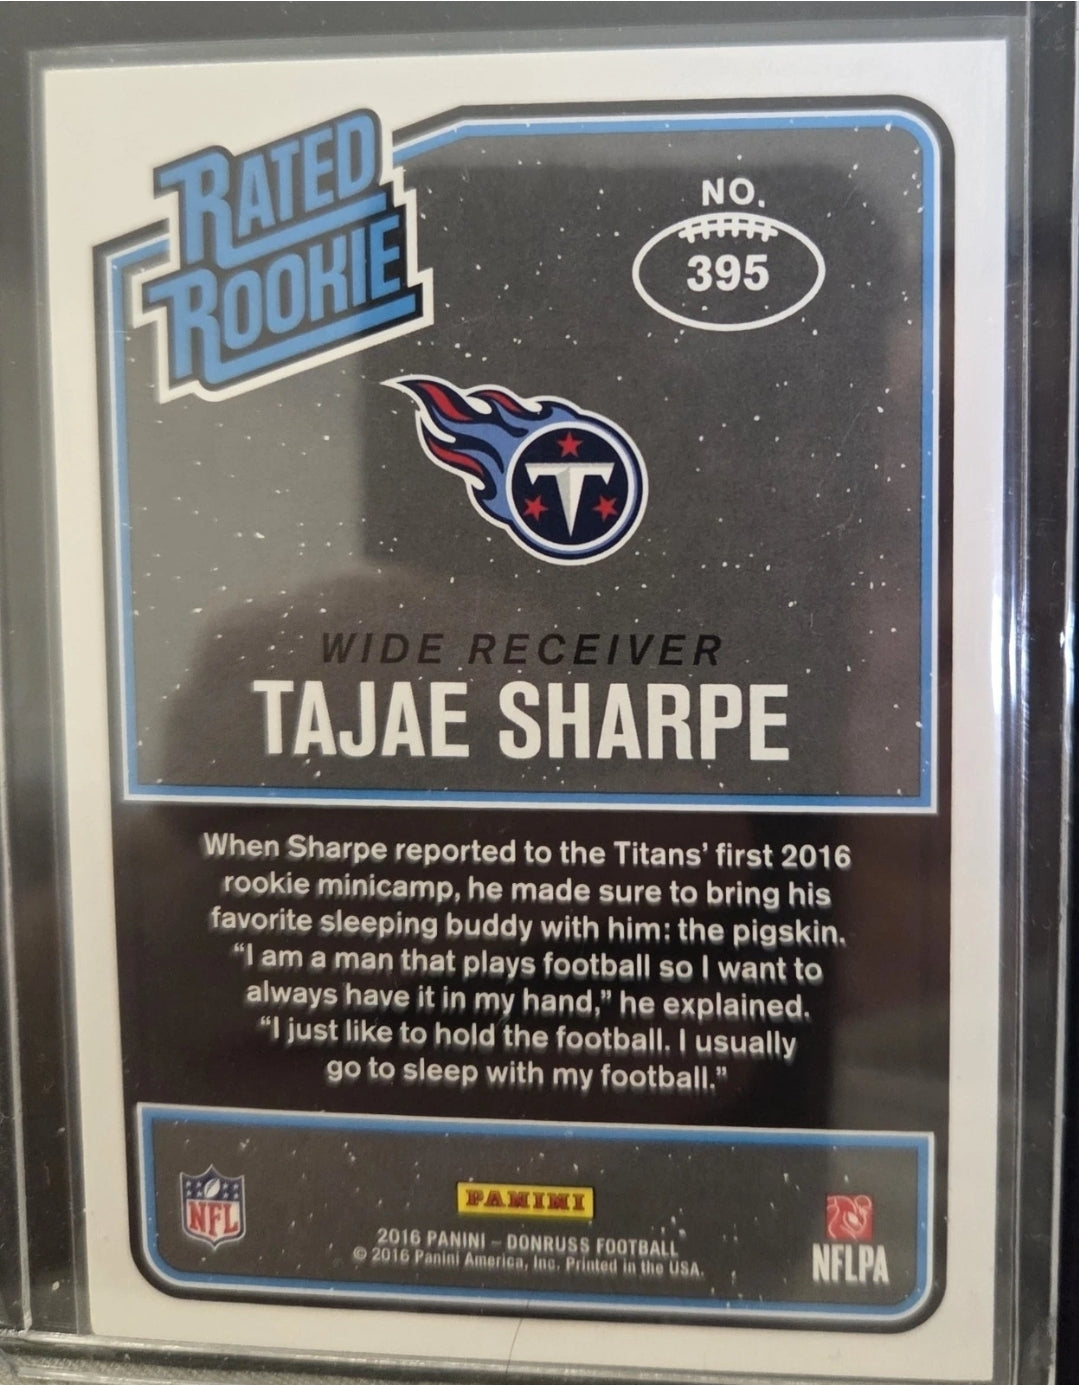 RATED
ROOKIE
NO.
395
T
WIDE RECEIVER
TAJAE SHARPE
When Sharpe reported to the Titans’ first 2016
rookie minicamp, he made sure to bring his
favorite sleeping buddy with him: the pigskin.
“I am a man that plays football so I want to
always have it in my hand,” he explained.
“I just like to hold the football. I usually
go to sleep with my football.”
NFL
PANINI
2016 PANINI – DONRUSS FOOTBALL
© 2016 Panini America, Inc. Printed in the USA.
NFLPA